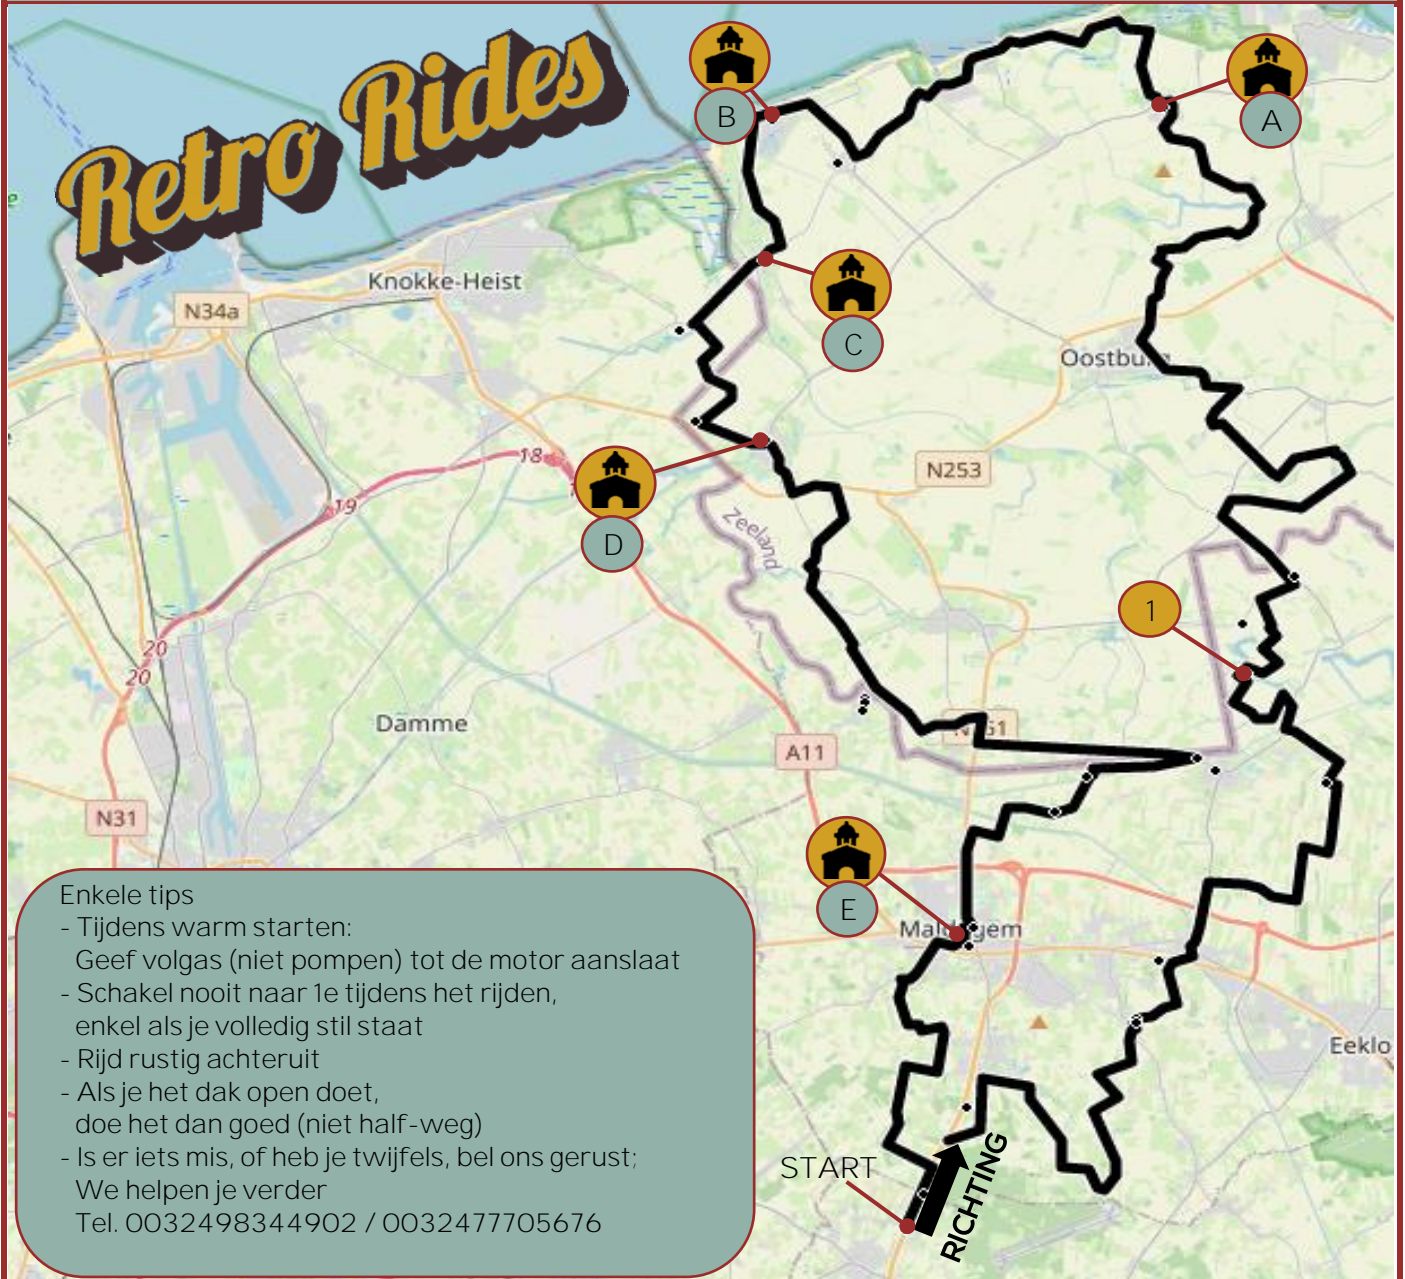 Retro Rides
B
A
Knokke-Heist
N34a
C
Oostburg
18
N253
19
D
Zeeland
1
20
20
Damme
A11
N31
E
Maldegem
Eeklo
START
RICHTING
Enkele tips
- Tijdens warm starten:
Geef volgas (niet pompen) tot de motor aanslaat
- Schakel nooit naar 1e tijdens het rijden,
enkel als je volledig stil staat
- Rijd rustig achteruit
- Als je het dak open doet,
doe het dan goed (niet half-weg)
- Is er iets mis, of heb je twijfels, bel ons gerust;
We helpen je verder
Tel. 0032498344902 / 0032477705676